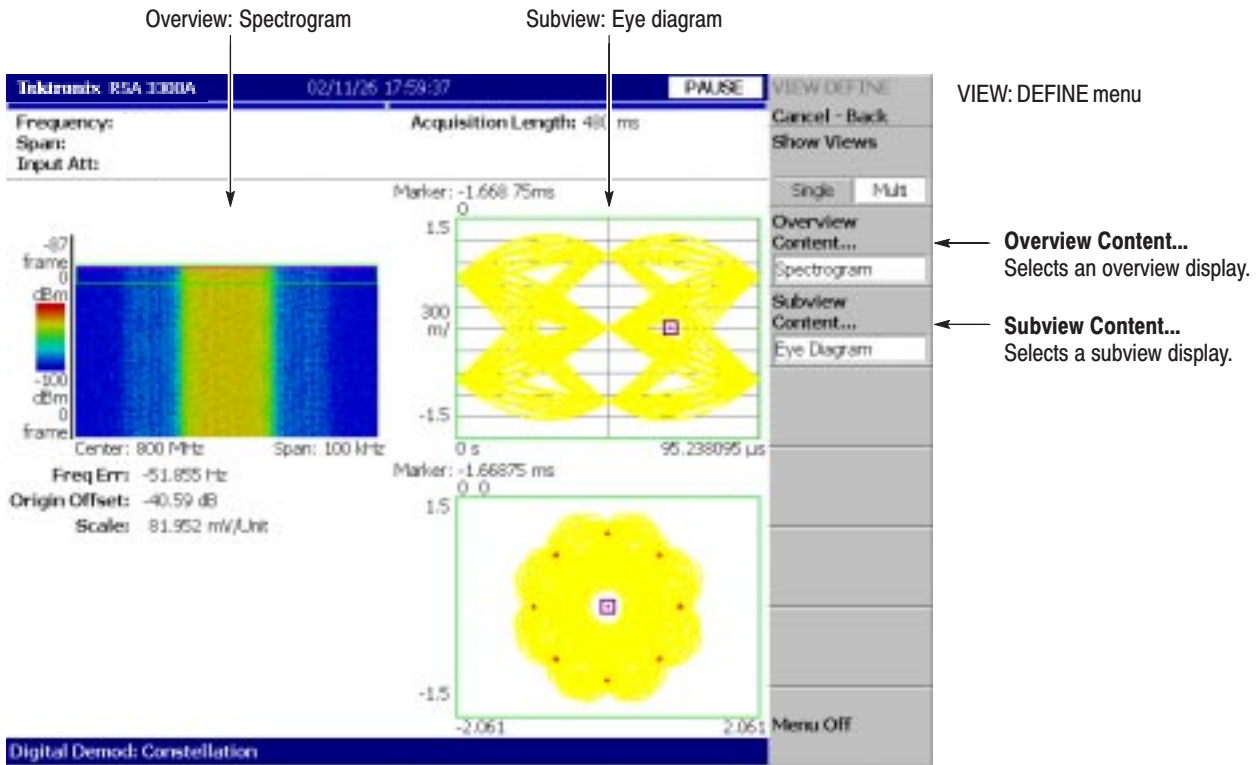 Overview: Spectrogram
Subview: Eye diagram
Tektronix RSA 3300A
02/11/26 17:59:37
PAUSE
VIEW DEFINE
VIEW: DEFINE menu
Frequency:
Span:
Input Att:
Acquisition Length: 480 ms
Cancel - Back
Show Views
Single
Mult
Marker: -1.668 75ms
0
1.5
300
m/
-1.5
0 s
95.238095 µs
-87
frame
0
dBm
-100
dBm
0
frame
Center: 800 MHz
Span: 100 kHz
Freq Err: -51.855 Hz
Origin Offset: -40.59 dB
Scale: 81.952 mV/Unit
Marker: -1.66875 ms
0 0
1.5
-1.5
-2.061
2.061
Overview
Content...
Spectrogram
Subview
Content...
Eye Diagram
Menu Off
Overview Content...
Selects an overview display.
Subview Content...
Selects a subview display.
Digital Demod: Constellation